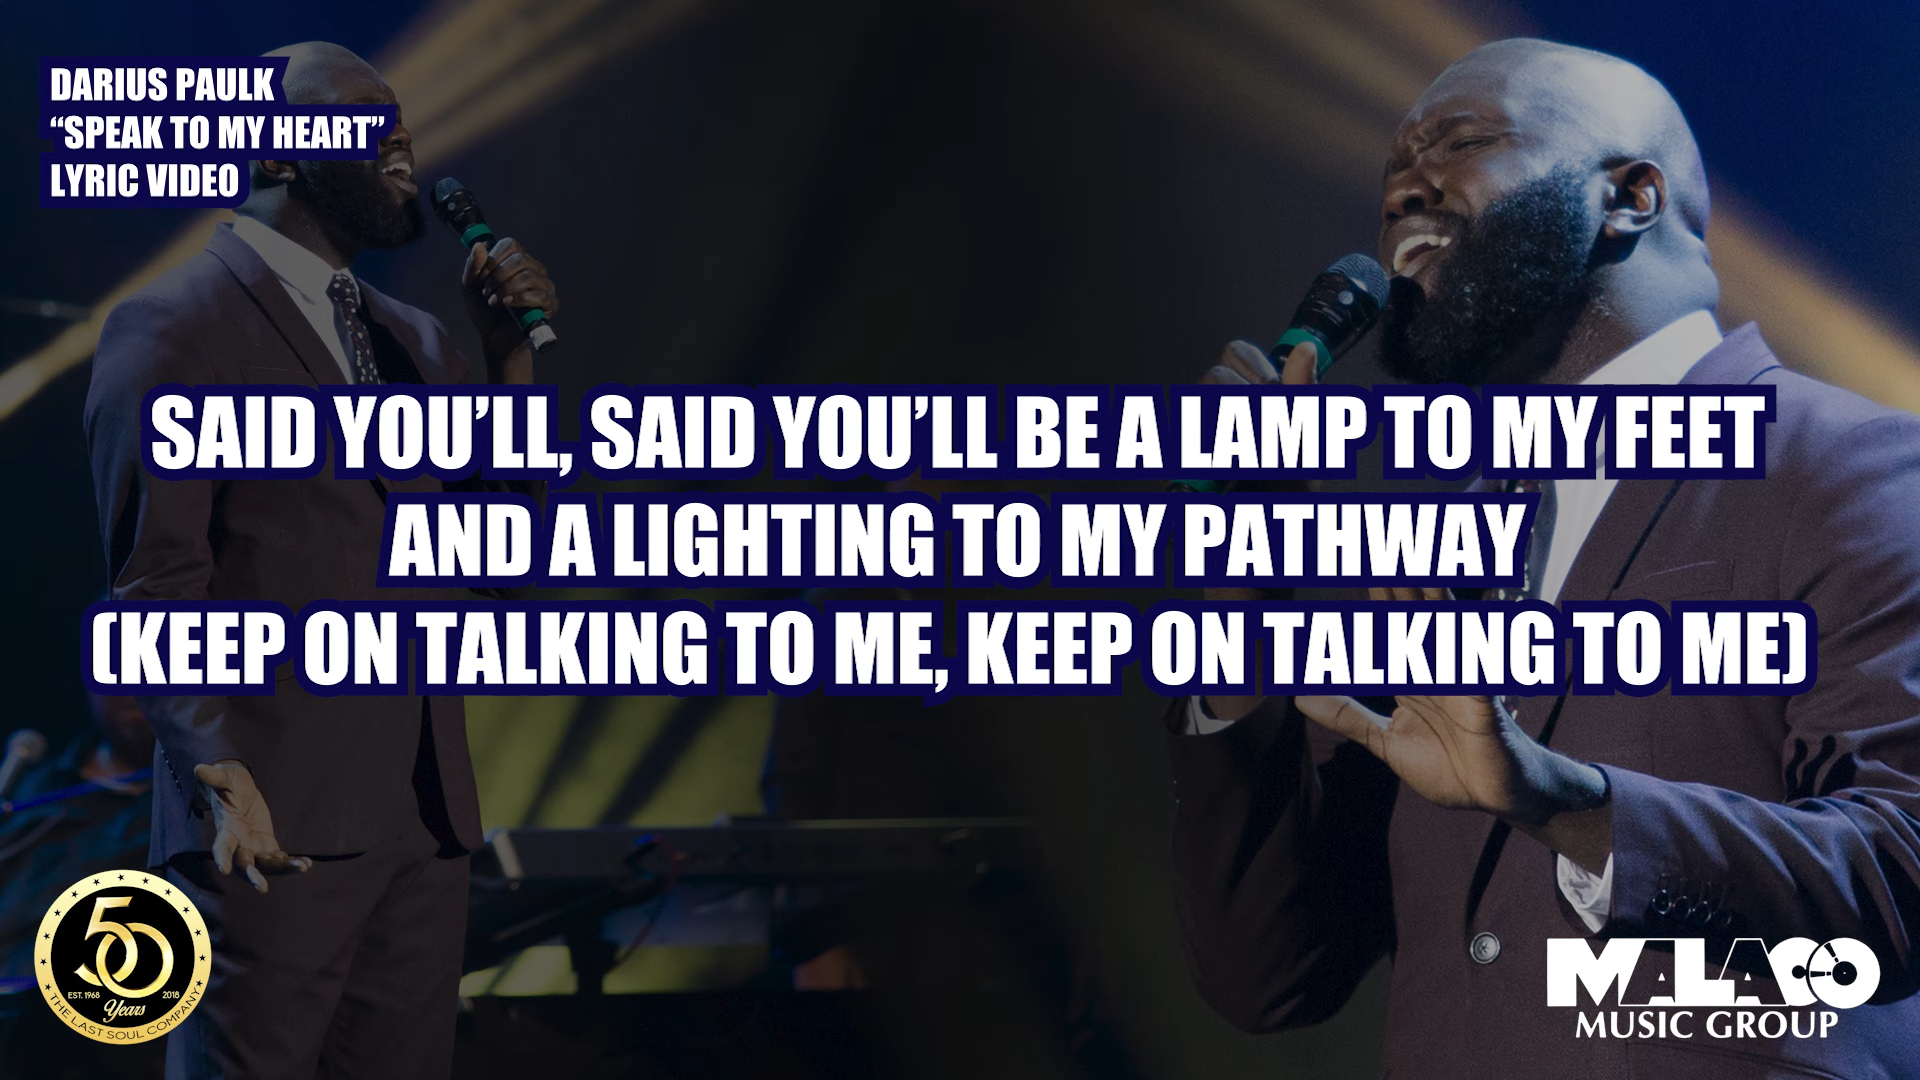 DARIUS PAULK
“SPEAK TO MY HEART”
LYRIC VIDEO
SAID YOU’LL, SAID YOU’LL BE A LAMP TO MY FEET
AND A LIGHTING TO MY PATHWAY
(KEEP ON TALKING TO ME, KEEP ON TALKING TO ME)
50
EST. 1968
2018
Years
THE LAST SOUL COMPANY
MALACO
MUSIC GROUP